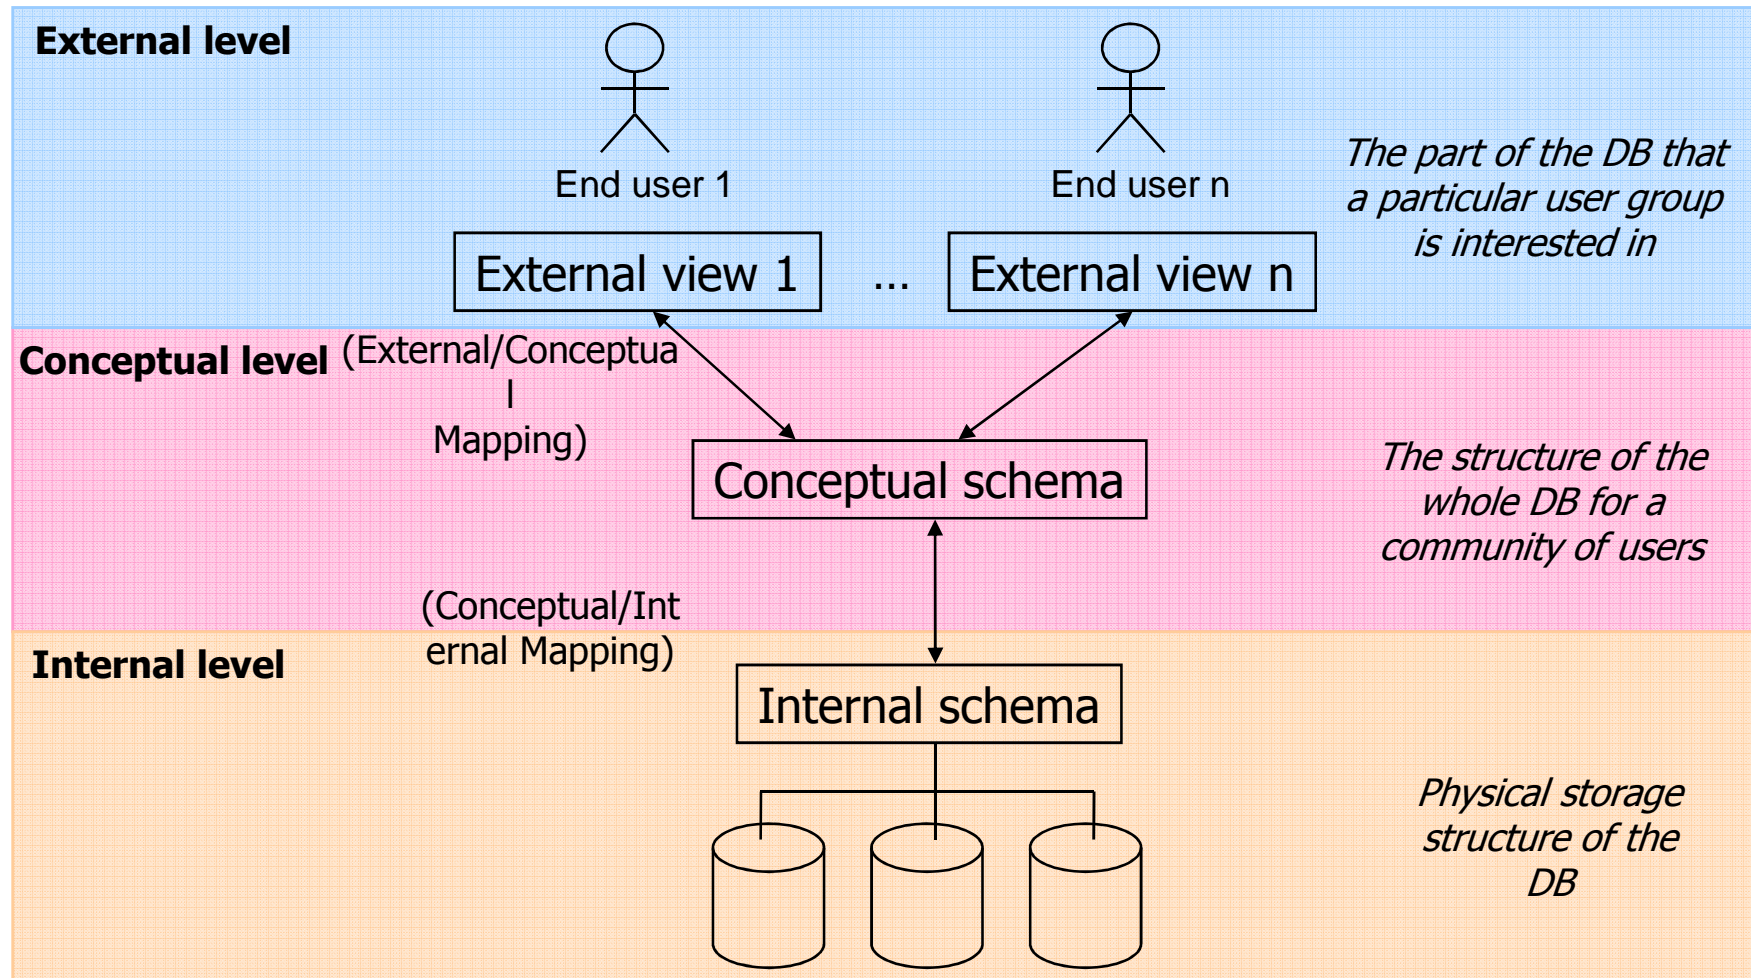 External level
End user 1
End user n
The part of the DB that
a particular user group
is interested in
External view 1
...
External view n
Conceptual level
(External/Conceptua
l
Mapping)
Conceptual schema
The structure of the
whole DB for a
community of users
(Conceptual/Int
ernal Mapping)
Internal level
Internal schema
Physical storage
structure of the
DB